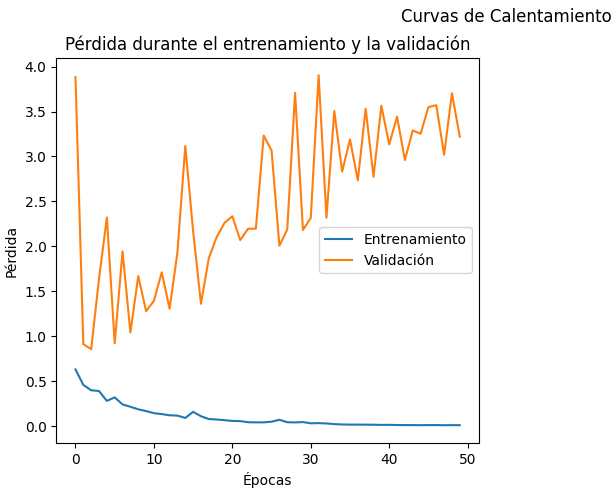 Curvas de Calentamiento
Pérdida durante el entrenamiento y la validación
4.0
3.5
3.0
2.5
2.0
1.5
1.0
0.5
0.0
Pérdida
Entrenamiento
Validación
0 10 20 30 40 50
Épocas